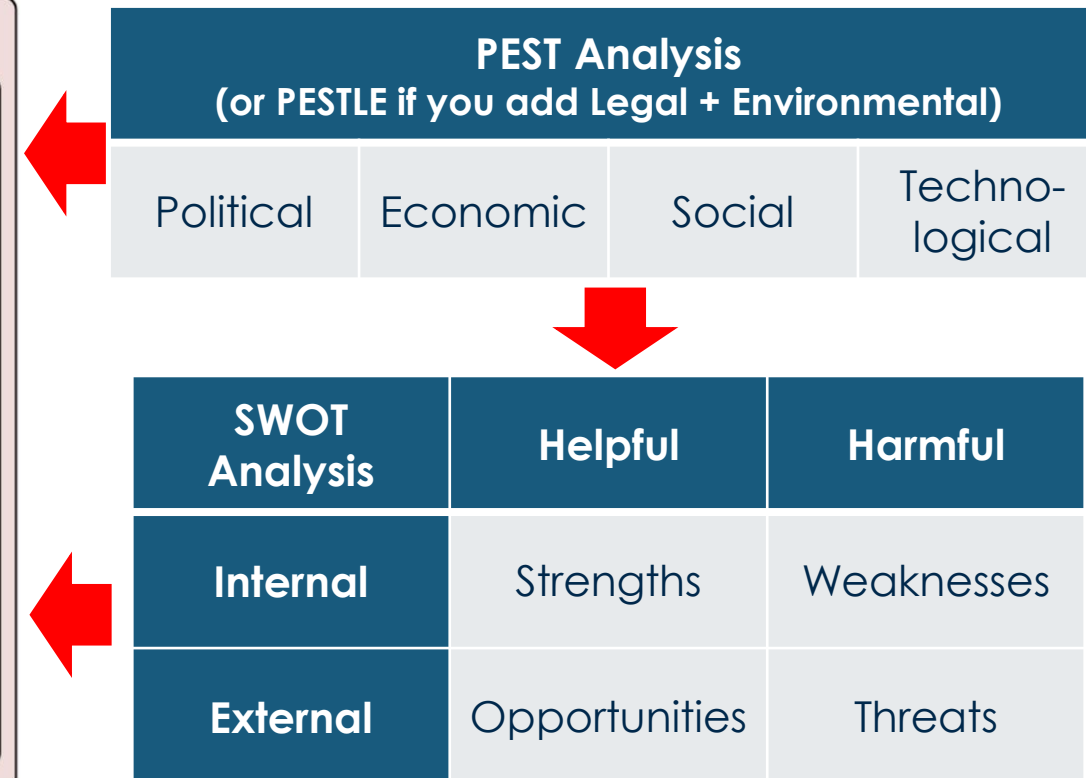 PEST Analysis
(or PESTLE if you add Legal + Environmental)
Political
Economic
Social
Techno-
logical
SWOT
Analysis
Helpful
Harmful
Internal
Strengths
Weaknesses
External
Opportunities
Threats